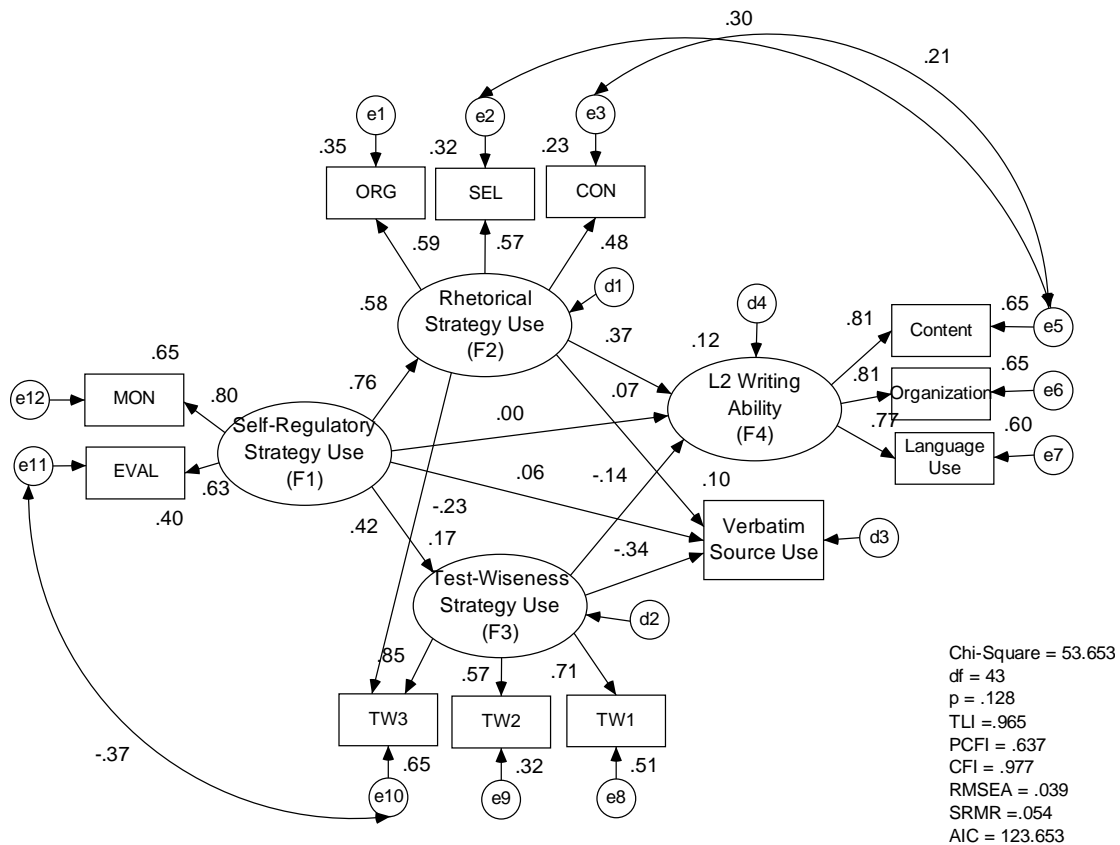 .30
.21
e1
e2
e3
.35
.32
.23
ORG
SEL
CON
.59
.57
.48
Rhetorical
Strategy Use
(F2)
d1
d4
.58
.37
.12
.81
Content
.65
e5
.65
MON
e12
.80
.76
.07
L2 Writing
Ability
(F4)
.81
Organization
.65
e6
.77
Language
Use
.60
e7
Self-Regulatory
Strategy Use
(F1)
.00
e11
EVAL
.63
.40
.06
-.14
.10
.42
-.23
.17
Verbatim
Source Use
d3
-.34
Test-Wiseness
Strategy Use
(F3)
d2
.85
.57
.71
TW3
TW2
TW1
-.37
.65
.32
.51
e10
e9
e8
Chi-Square = 53.653
df = 43
p = .128
TLI =.965
PCFI = .637
CFI = .977
RMSEA = .039
SRMR =.054
AIC = 123.653